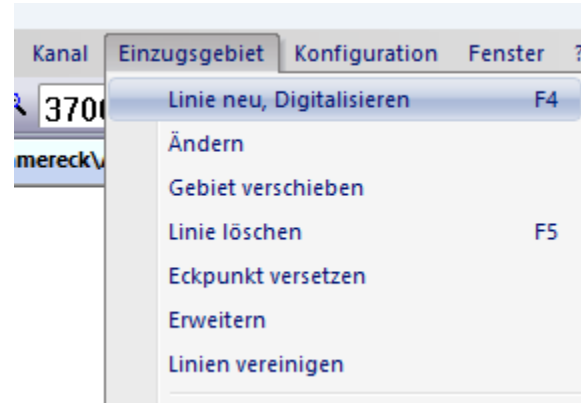 Kanal Einzugsgebiet Konfiguration Fenster ?
Linie neu, Digitalisieren F4
Ändern
Gebiet verschieben
Linie löschen F5
Eckpunkt versetzen
Erweitern
Linien vereinigen